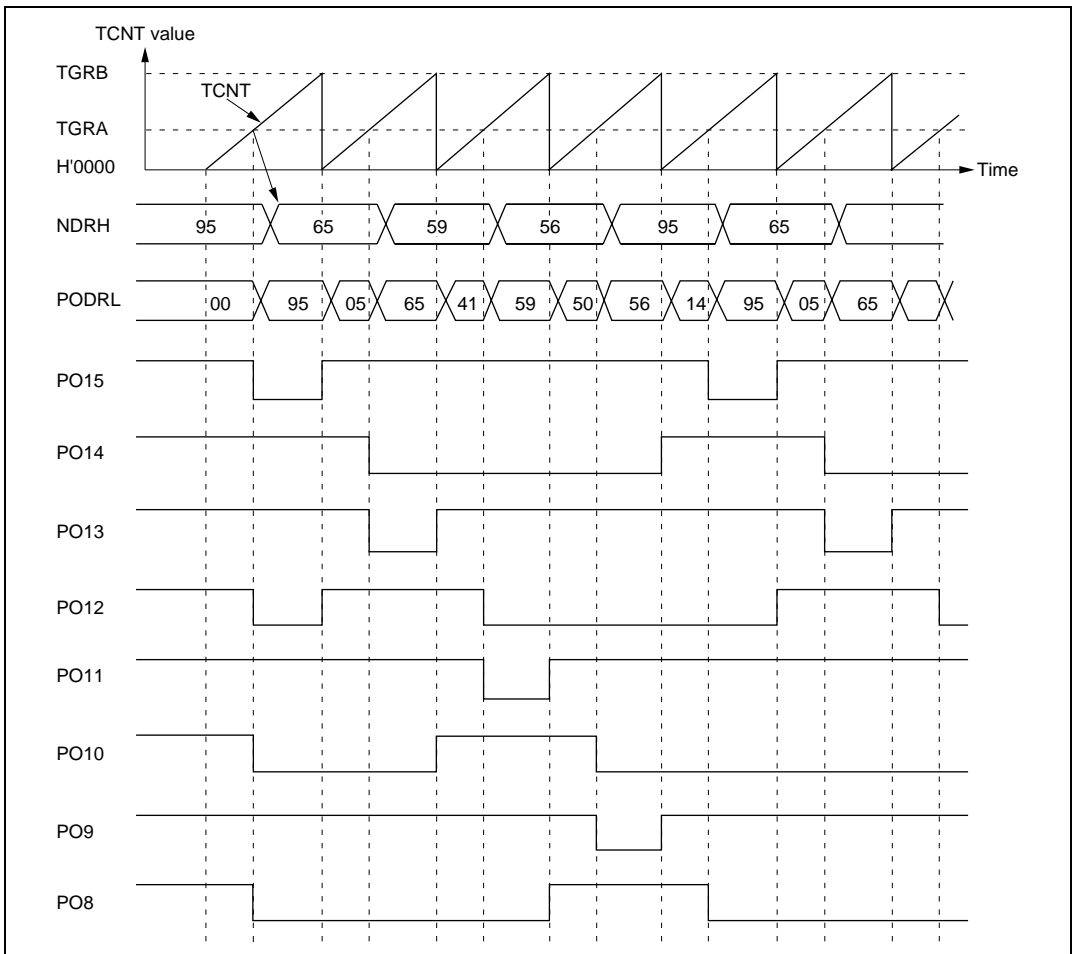 TCNT value
TGRB
TCNT
TGRA
H'0000
Time
NDRH 95 65 59 56 95 65
PODRL 00 95 05 65 41 59 50 56 14 95 05 65
PO15
PO14
PO13
PO12
PO11
PO10
PO9
PO8